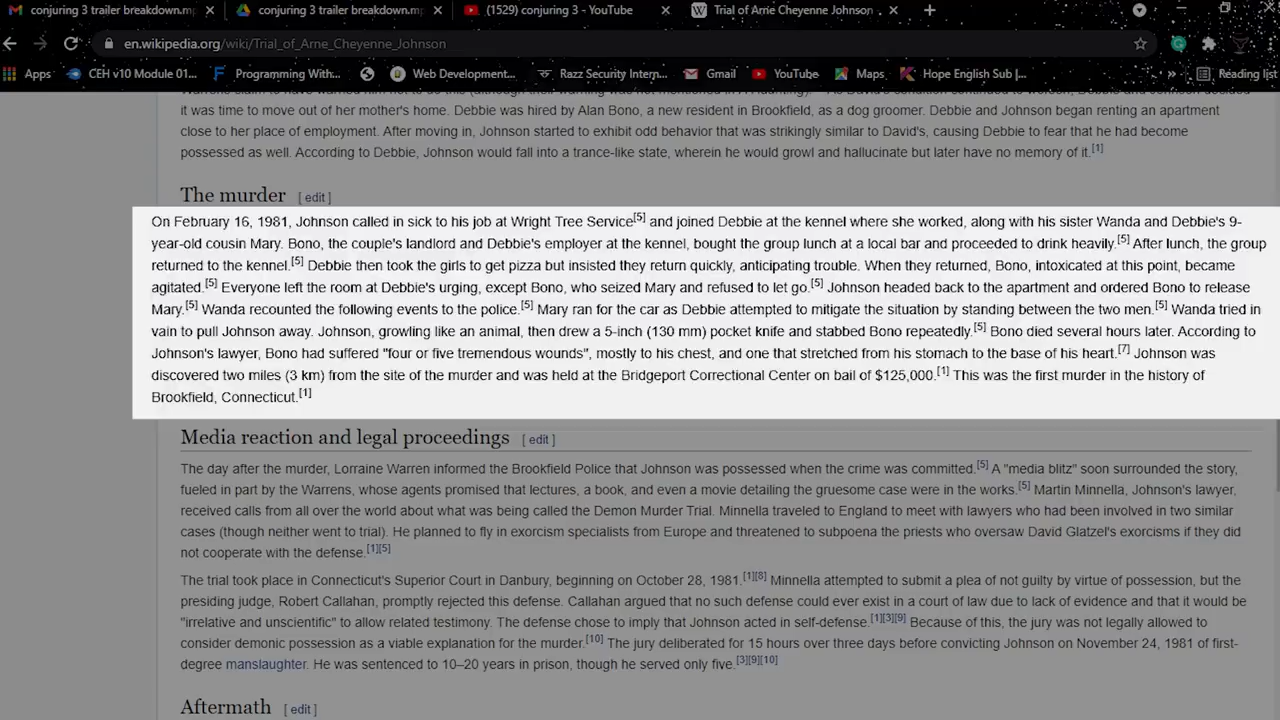 conjuring 3 trailer breakdown.mp
conjuring 3 trailer breakdown.mp
(1529) conjuring 3 - YouTube
Trial of Arne Cheyenne Johnson
en.wikipedia.org/wiki/Trial_of_Arne_Cheyenne_Johnson
Apps CEH v10 Module 01... Programming With... Web Development... Razz Security Intern... Gmail YouTube Maps Hope English Sub |... » Reading list
it was time to move out of her mother's home. Debbie was hired by Alan Bono, a new resident in Brookfield, as a dog groomer. Debbie and Johnson began renting an apartment
close to her place of employment. After moving in, Johnson started to exhibit odd behavior that was strikingly similar to David's, causing Debbie to fear that he had become
possessed as well. According to Debbie, Johnson would fall into a trance-like state, wherein he would growl and hallucinate but later have no memory of it.[1]
The murder [ edit ]
On February 16, 1981, Johnson called in sick to his job at Wright Tree Service[5] and joined Debbie at the kennel where she worked, along with his sister Wanda and Debbie's 9-
year-old cousin Mary. Bono, the couple's landlord and Debbie's employer at the kennel, bought the group lunch at a local bar and proceeded to drink heavily.[5] After lunch, the group
returned to the kennel.[5] Debbie then took the girls to get pizza but insisted they return quickly, anticipating trouble. When they returned, Bono, intoxicated at this point, became
agitated.[5] Everyone left the room at Debbie's urging, except Bono, who seized Mary and refused to let go.[5] Johnson headed back to the apartment and ordered Bono to release
Mary.[5] Wanda recounted the following events to the police.[5] Mary ran for the car as Debbie attempted to mitigate the situation by standing between the two men.[5] Wanda tried in
vain to pull Johnson away. Johnson, growling like an animal, then drew a 5-inch (130 mm) pocket knife and stabbed Bono repeatedly.[5] Bono died several hours later. According to
Johnson's lawyer, Bono had suffered "four or five tremendous wounds", mostly to his chest, and one that stretched from his stomach to the base of his heart.[7] Johnson was
discovered two miles (3 km) from the site of the murder and was held at the Bridgeport Correctional Center on bail of $125,000.[1] This was the first murder in the history of
Brookfield, Connecticut.[1]
Media reaction and legal proceedings [ edit ]
The day after the murder, Lorraine Warren informed the Brookfield Police that Johnson was possessed when the crime was committed.[5] A "media blitz" soon surrounded the story,
fueled in part by the Warrens, whose agents promised that lectures, a book, and even a movie detailing the gruesome case were in the works.[5] Martin Minnella, Johnson's lawyer,
received calls from all over the world about what was being called the Demon Murder Trial. Minnella traveled to England to meet with lawyers who had been involved in two similar
cases (though neither went to trial). He planned to fly in exorcism specialists from Europe and threatened to subpoena the priests who oversaw David Glatzel's exorcisms if they did
not cooperate with the defense.[1][5]
The trial took place in Connecticut's Superior Court in Danbury, beginning on October 28, 1981.[1][8] Minnella attempted to submit a plea of not guilty by virtue of possession, but the
presiding judge, Robert Callahan, promptly rejected this defense. Callahan argued that no such defense could ever exist in a court of law due to lack of evidence and that it would be
"irrelative and unscientific" to allow related testimony. The defense chose to imply that Johnson acted in self-defense.[1][3][9] Because of this, the jury was not legally allowed to
consider demonic possession as a viable explanation for the murder.[10] The jury deliberated for 15 hours over three days before convicting Johnson on November 24, 1981 of first-
degree manslaughter. He was sentenced to 10–20 years in prison, though he served only five.[3][9][10]
Aftermath [ edit ]